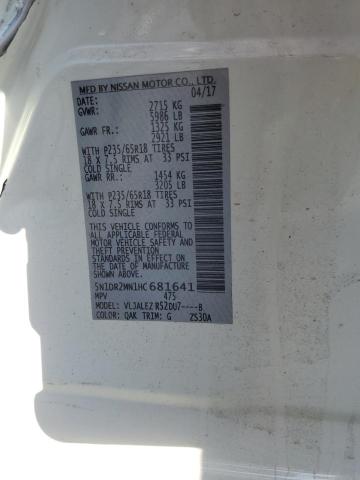 MFD BY NISSAN MOTOR CO., LTD.
DATE: 04/17
GVWR: 2715 KG
5986 LB
GAWR FR.: 1325 KG
2921 LB
WITH P235/65R18 TIRES
18 X 7.5 RIMS AT 33 PSI
COLD SINGLE
GAWR RR.: 1454 KG
3205 LB
WITH P235/65R18 TIRES
18 X 7.5 RIMS AT 33 PSI
COLD SINGLE
THIS VEHICLE CONFORMS TO
ALL APPLICABLE FEDERAL
MOTOR VEHICLE SAFETY
STANDARDS IN EFFECT ON
THE DATE OF MANUFACTURE
SHOWN ABOVE.
5N1DR2MN1HC681641
MPV 475
MODEL: VLJALEZ R52DU7----B
COLOR: QAK TRIM: G ZS30A